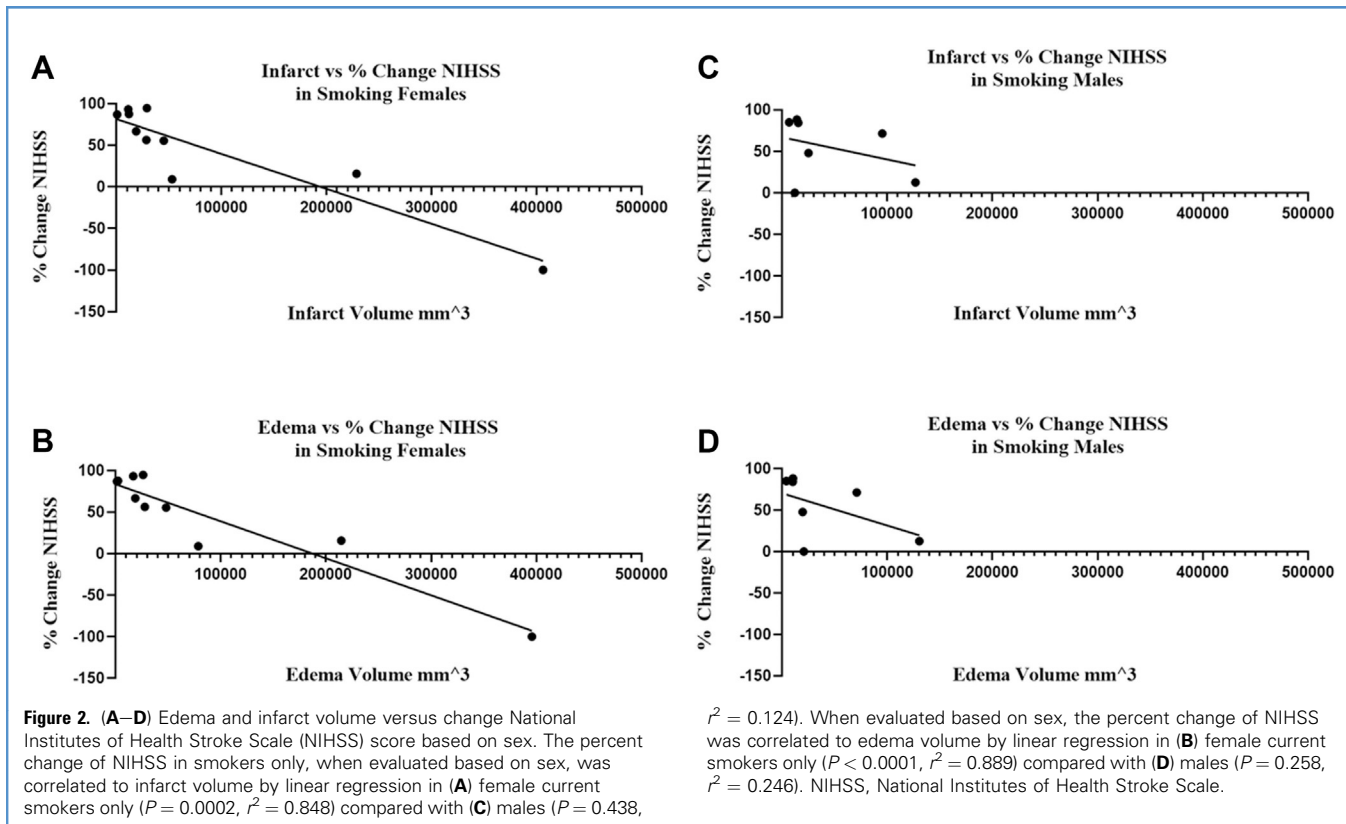 A
Infarct vs % Change NIHSS
in Smoking Females
100
50
0
-50
-100
-150
100000 200000 300000 400000 500000
% Change NIHSS
Infarct Volume mm^3
B
Edema vs % Change NIHSS
in Smoking Females
100
50
0
-50
-100
-150
100000 200000 300000 400000 500000
% Change NIHSS
Edema Volume mm^3
C
Infarct vs % Change NIHSS
in Smoking Males
100
50
0
-50
-100
-150
100000 200000 300000 400000 500000
% Change NIHSS
Infarct Volume mm^3
D
Edema vs % Change NIHSS
in Smoking Males
100
50
0
-50
-100
-150
100000 200000 300000 400000 500000
% Change NIHSS
Edema Volume mm^3
Figure 2. (A–D) Edema and infarct volume versus change National
Institutes of Health Stroke Scale (NIHSS) score based on sex. The percent
change of NIHSS in smokers only, when evaluated based on sex, was
correlated to infarct volume by linear regression in (A) female current
smokers only (P = 0.0002, r² = 0.848) compared with (C) males (P = 0.438,
r² = 0.124). When evaluated based on sex, the percent change of NIHSS
was correlated to edema volume by linear regression in (B) female current
smokers only (P < 0.0001, r² = 0.889) compared with (D) males (P = 0.258,
r² = 0.246). NIHSS, National Institutes of Health Stroke Scale.